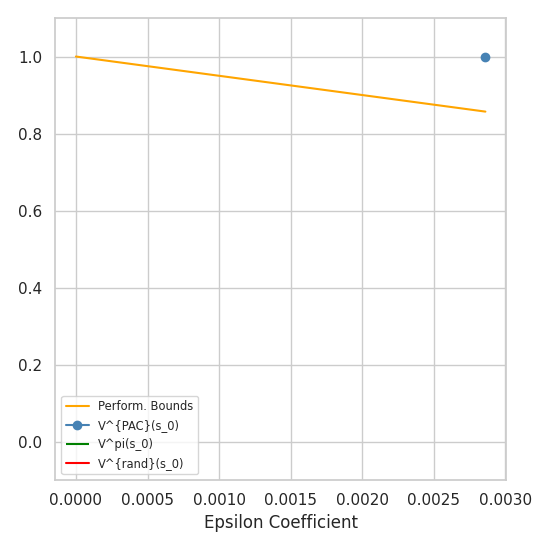 1.0
0.8
0.6
0.4
0.2
0.0
Perform. Bounds
V^{PAC}(s_0)
V^pi(s_0)
V^{rand}(s_0)
0.0000 0.0005 0.0010 0.0015 0.0020 0.0025 0.0030
Epsilon Coefficient